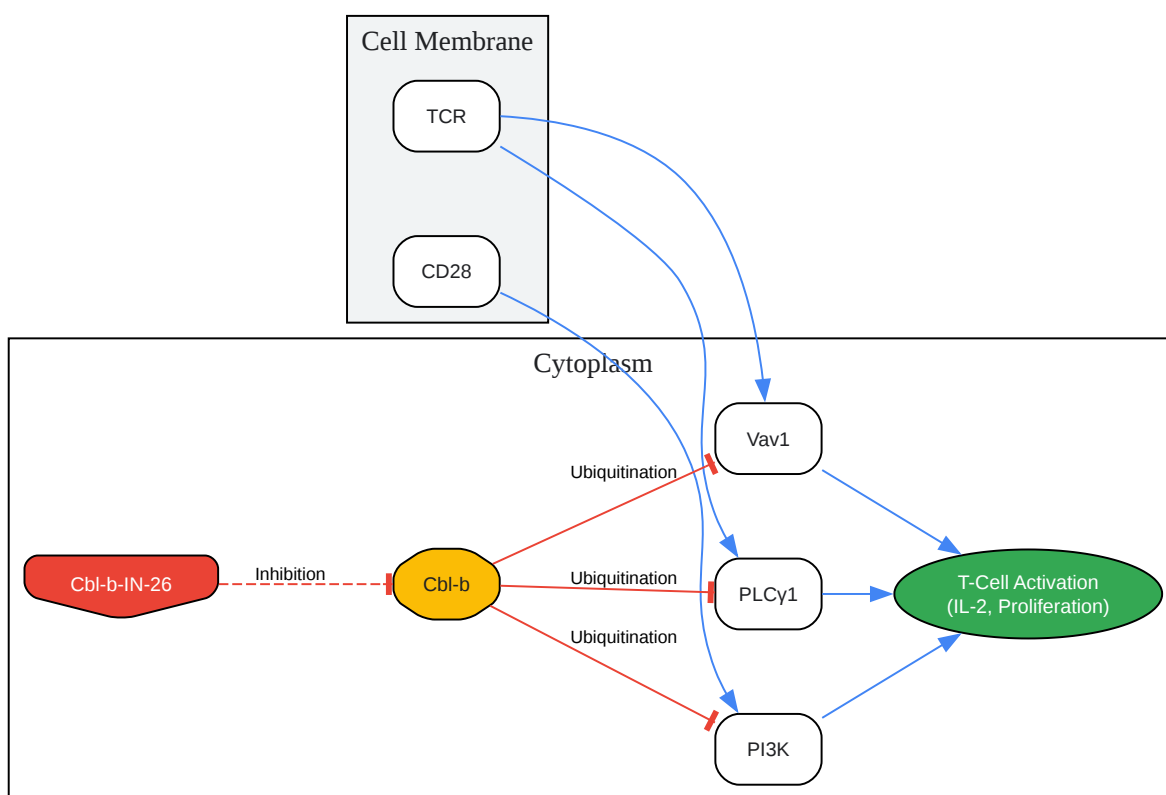 Cell Membrane
TCR
CD28
Cytoplasm
Vav1
Ubiquitination
Cbl-b-IN-26
Inhibition
Cbl-b
Ubiquitination
PLCγ1
T-Cell Activation
(IL-2, Proliferation)
Ubiquitination
PI3K